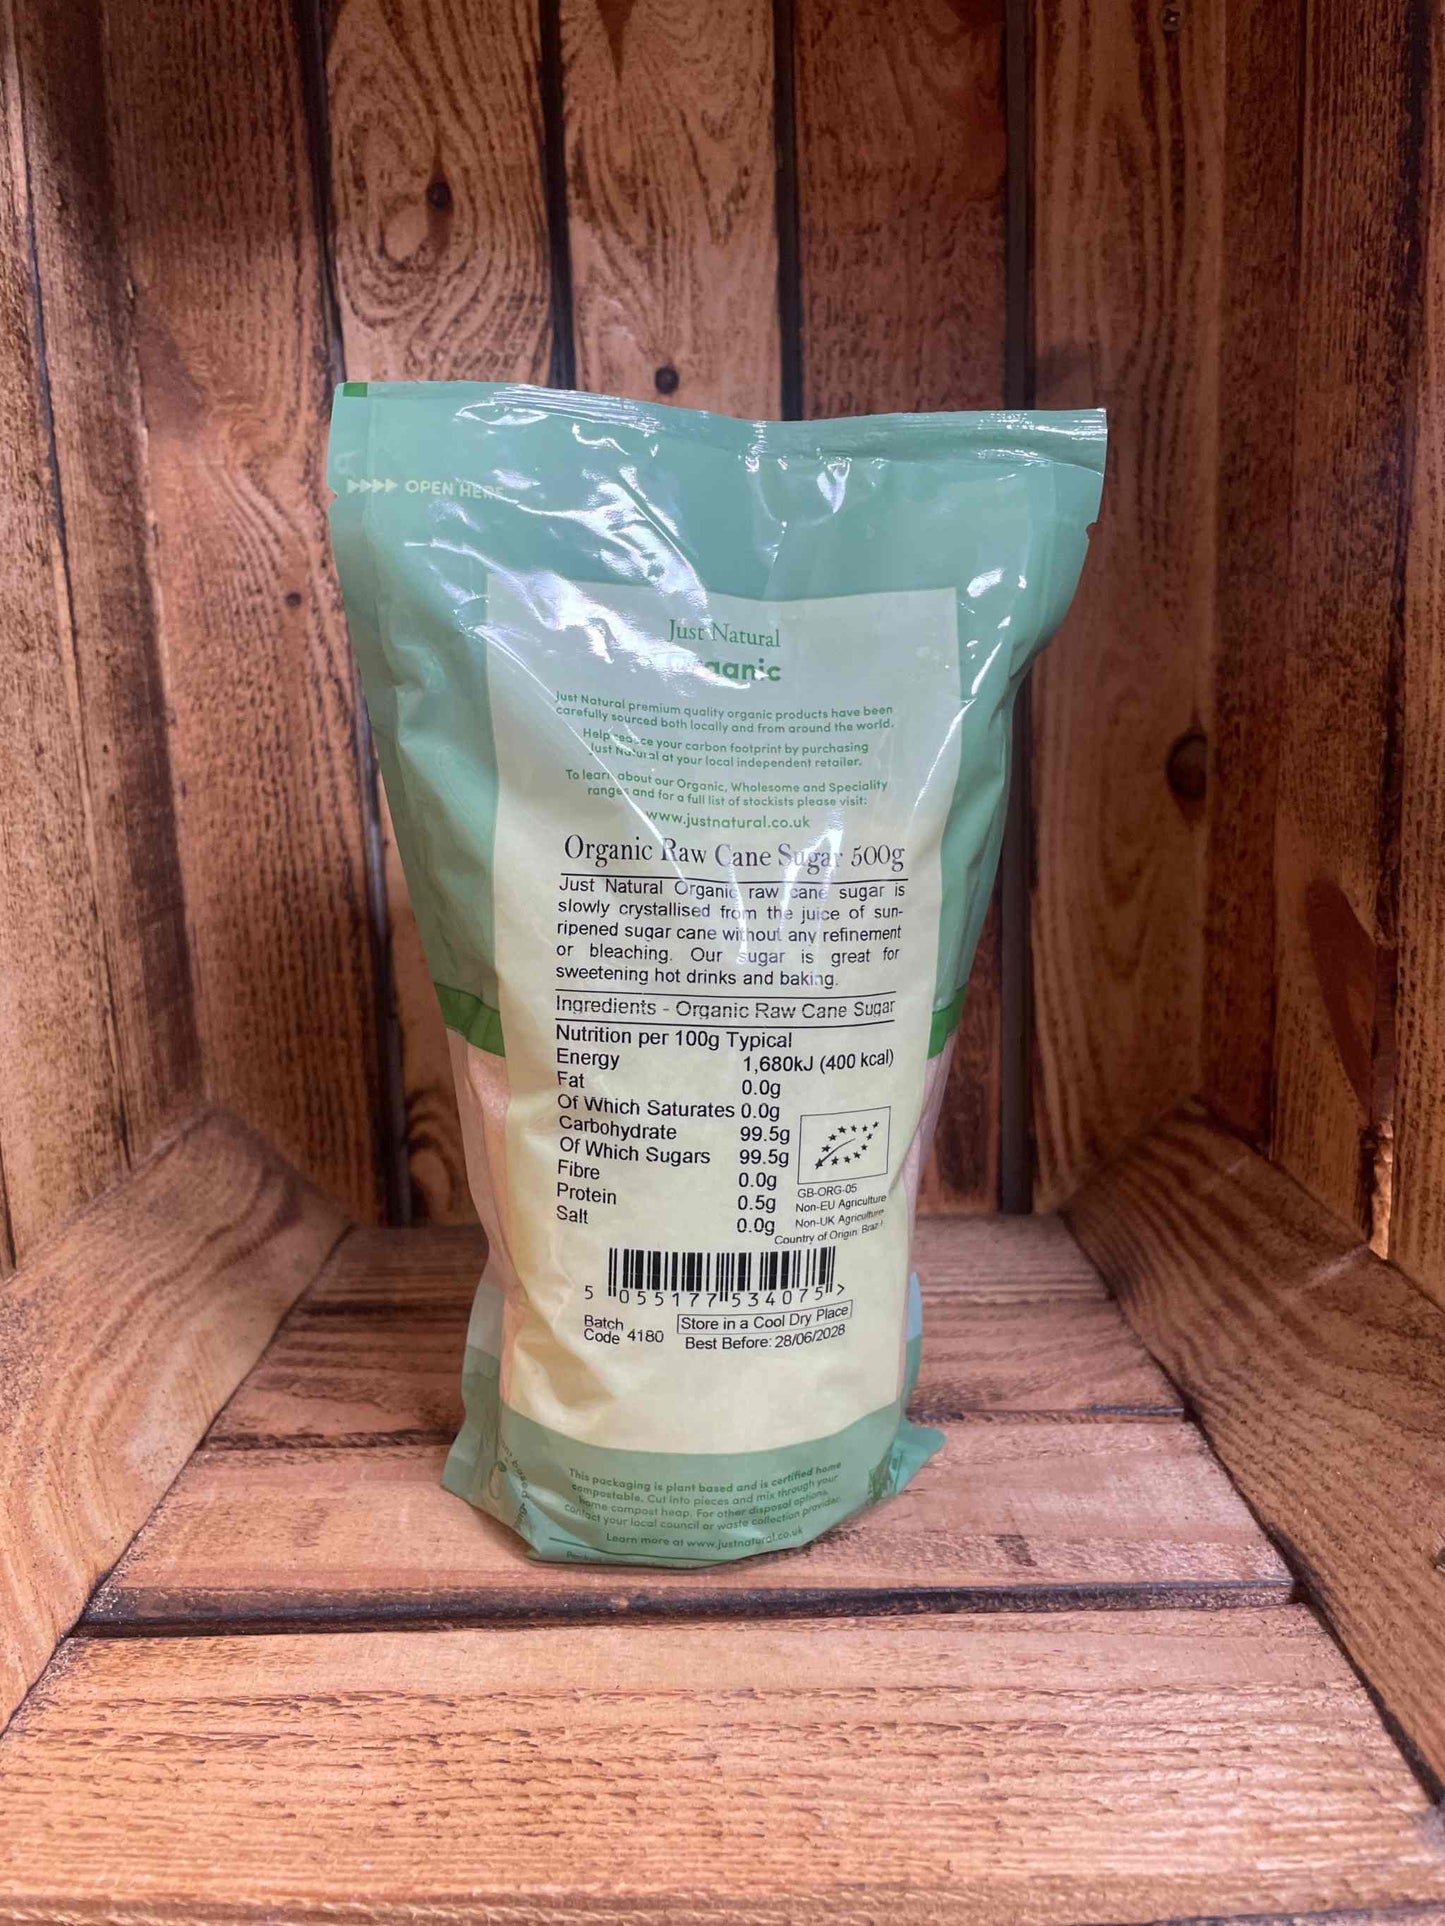 OPEN HERE
Just Natural
Organic
Just Natural premium quality organic products have been
carefully sourced both locally and from around the world.
Help reduce your carbon footprint by purchasing
Just Natural at your local independent retailer.
To learn about our Organic, Wholesome and Speciality
ranges and for a full list of stockists please visit:
www.justnatural.co.uk
Organic Raw Cane Sugar 500g
Just Natural Organic raw cane sugar is
slowly crystallised from the juice of sun-
ripened sugar cane without any refinement
or bleaching. Our sugar is great for
sweetening hot drinks and baking.
Ingredients - Organic Raw Cane Sugar
Nutrition per 100g Typical
Energy 1,680kJ (400 kcal)
Fat 0.0g
Of Which Saturates 0.0g
Carbohydrate 99.5g
Of Which Sugars 99.5g
Fibre 0.0g
Protein 0.5g
Salt 0.0g
GB-ORG-05
Non-EU Agriculture
Non-UK Agriculture
Country of Origin: Brazil
5 055177 534075 >
Batch
Code 4180
Store in a Cool Dry Place
Best Before: 28/06/2028
This packaging is plant based and is certified home
compostable. Cut into pieces and mix through your
home compost heap. For other disposal options,
contact your local council or waste collection provider.
Learn more at www.justnatural.co.uk